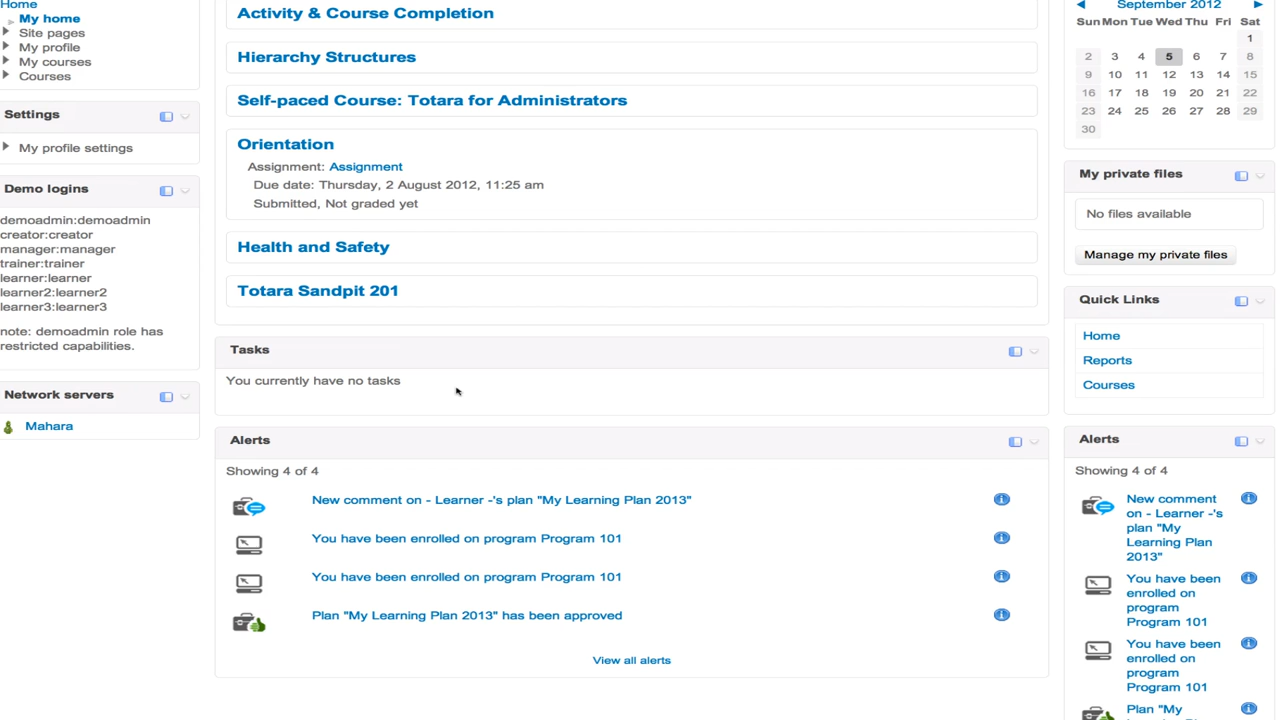 Home
My home
Site pages
My profile
My courses
Courses
Settings
My profile settings
Demo logins
demoadmin:demoadmin
creator:creator
manager:manager
trainer:trainer
learner:learner
learner2:learner2
learner3:learner3
note: demoadmin role has
restricted capabilities.
Network servers
Mahara
Activity & Course Completion
Hierarchy Structures
Self-paced Course: Totara for Administrators
Orientation
Assignment: Assignment
Due date: Thursday, 2 August 2012, 11:25 am
Submitted, Not graded yet
Health and Safety
Totara Sandpit 201
Tasks
You currently have no tasks
Alerts
Showing 4 of 4
New comment on - Learner -'s plan "My Learning Plan 2013"
You have been enrolled on program Program 101
You have been enrolled on program Program 101
Plan "My Learning Plan 2013" has been approved
View all alerts
September 2012
Sun Mon Tue Wed Thu Fri Sat
1
2 3 4 5 6 7 8
9 10 11 12 13 14 15
16 17 18 19 20 21 22
23 24 25 26 27 28 29
30
My private files
No files available
Manage my private files
Quick Links
Home
Reports
Courses
Alerts
Showing 4 of 4
New comment
on - Learner -'s
plan "My
Learning Plan
2013"
You have been
enrolled on
program
Program 101
You have been
enrolled on
program
Program 101
Plan "My